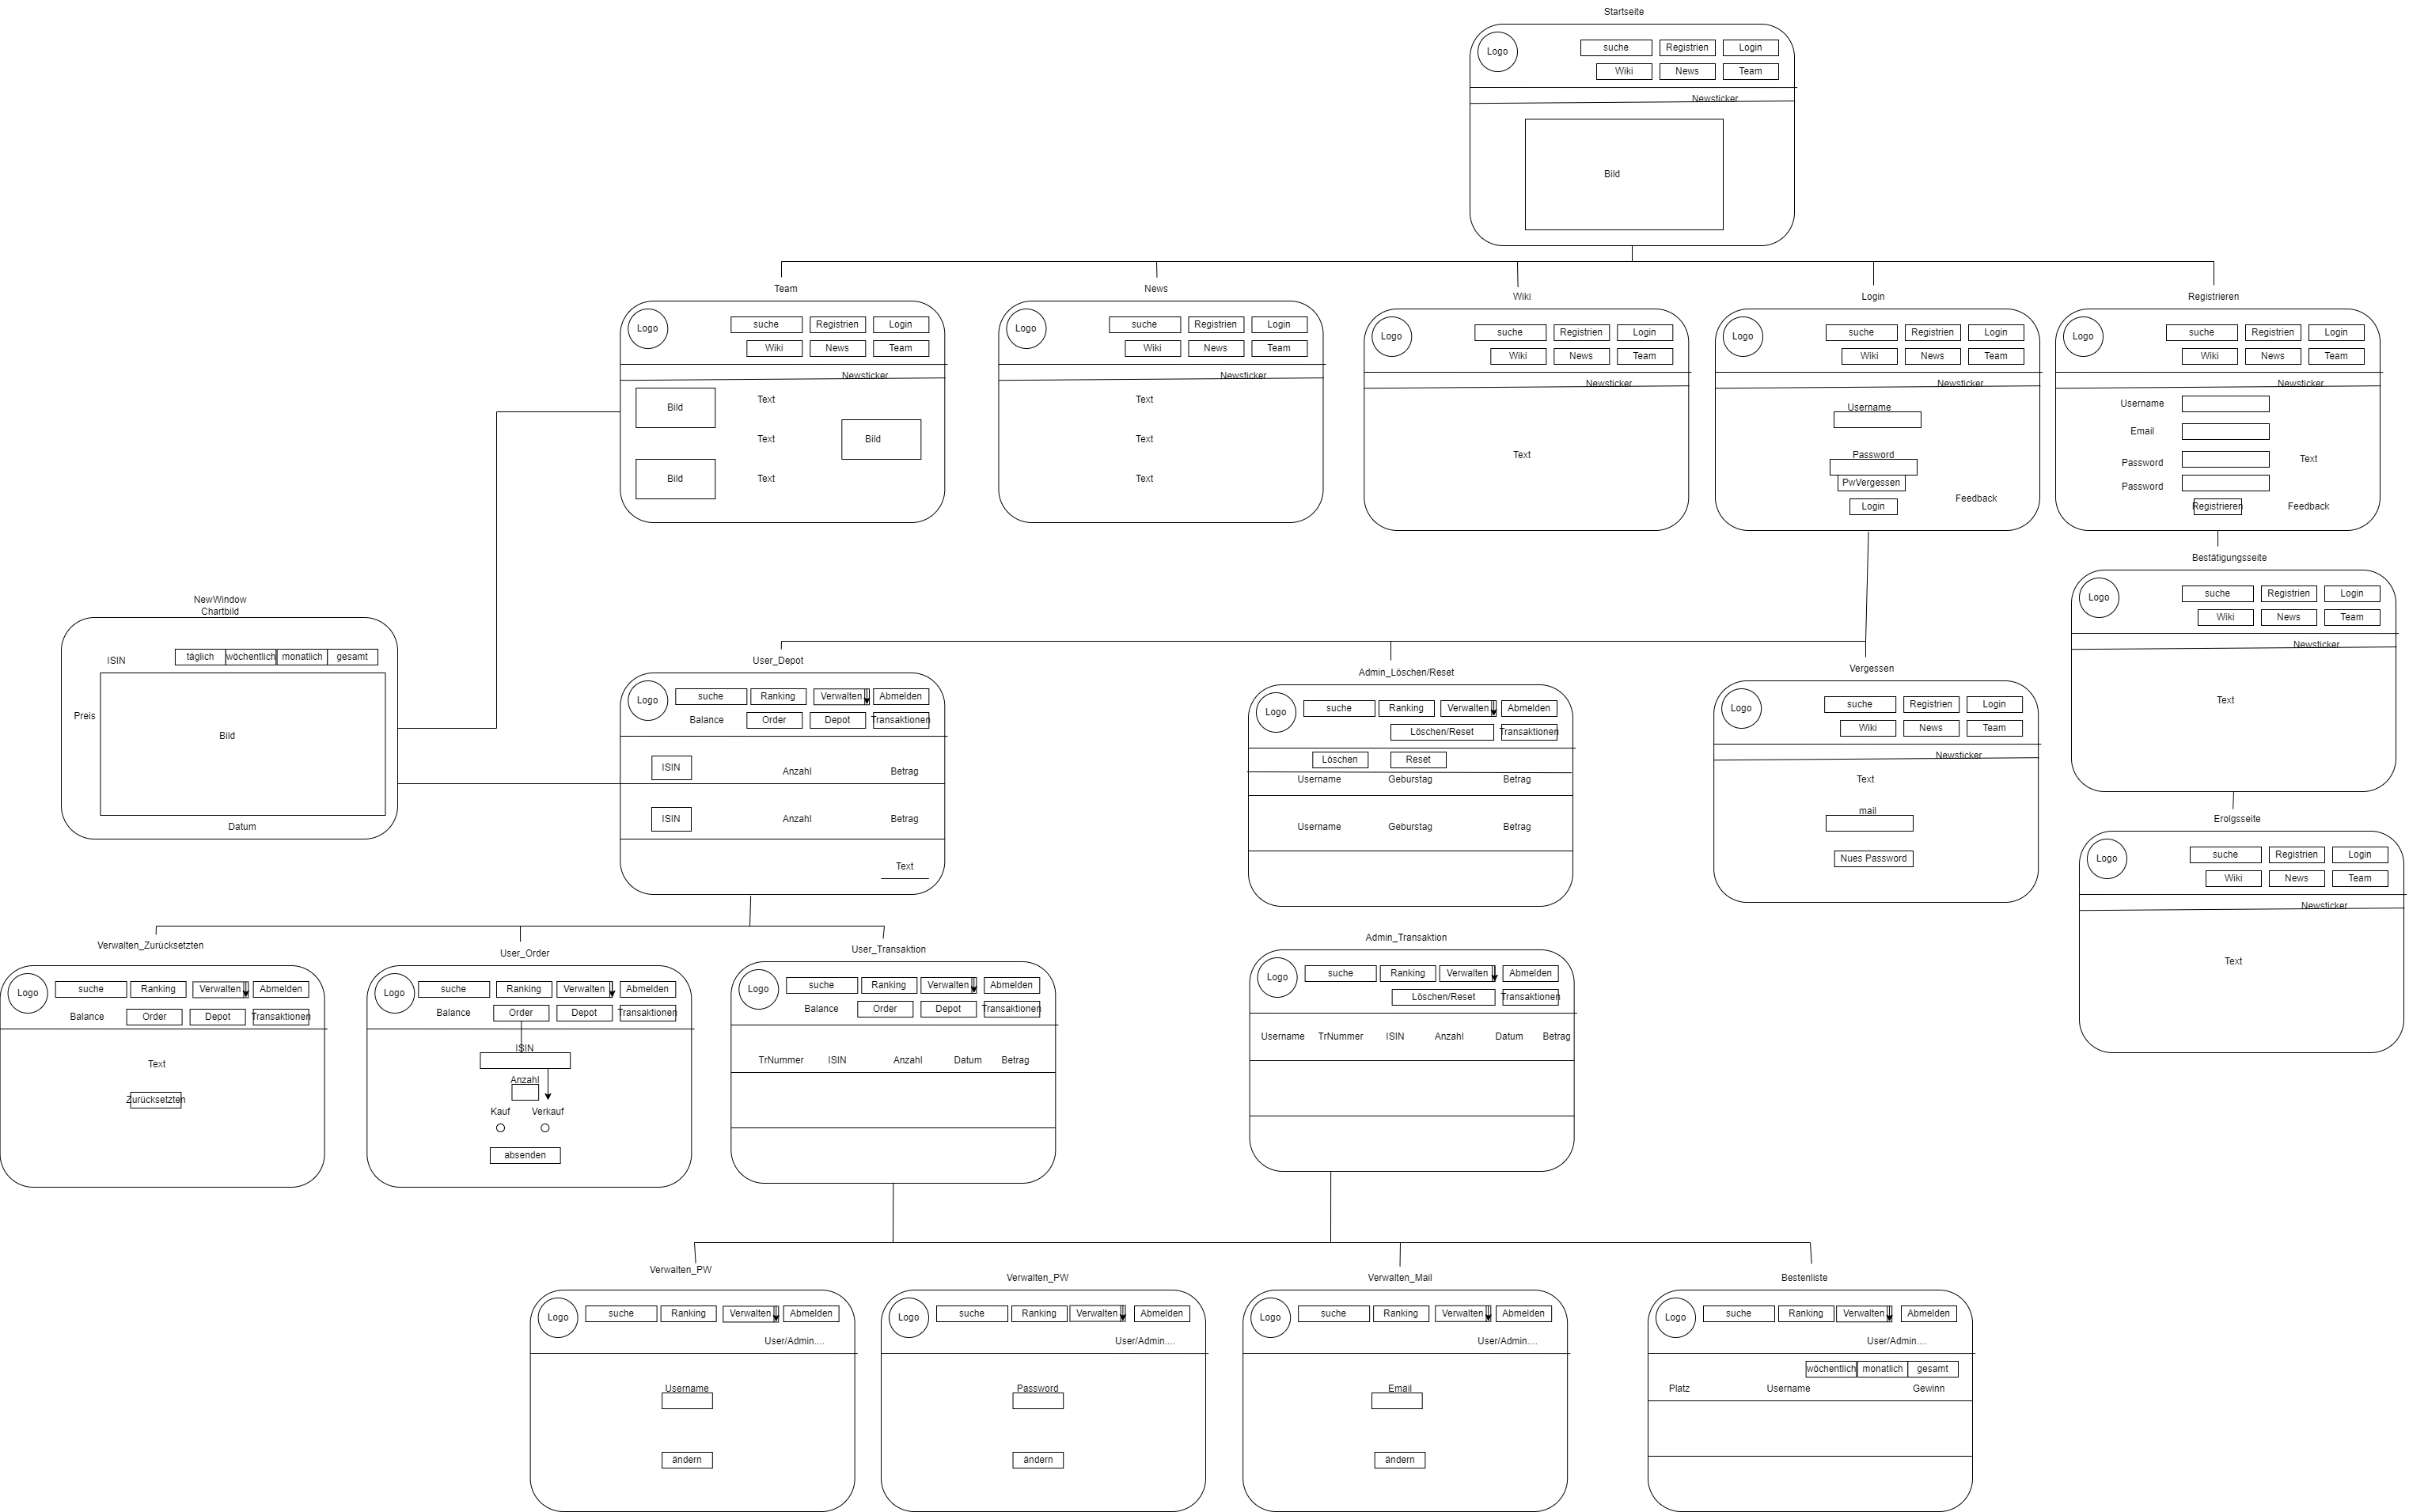 Startseite
Logo
suche
Registrien
Login
Wiki
News
Team
Newsticker
Bild
Team
Logo
suche
Registrien
Login
Wiki
News
Team
Newsticker
Bild
Text
Text
Bild
Bild
Text
News
Logo
suche
Registrien
Login
Wiki
News
Team
Newsticker
Text
Text
Text
Wiki
Logo
suche
Registrien
Login
Wiki
News
Team
Newsticker
Text
Login
Logo
suche
Registrien
Login
Wiki
News
Team
Newsticker
Username
Password
PwVergessen
Login
Feedback
Registrieren
Logo
suche
Registrien
Login
Wiki
News
Team
Newsticker
Username
Email
Password
Text
Password
Registrieren
Feedback
Bestätigungsseite
Logo
suche
Registrien
Login
Wiki
News
Team
Newsticker
Text
NewWindow
Chartbild
ISIN
täglich
wöchentlich
monatlich
gesamt
Preis
Bild
Datum
User_Depot
Logo
suche
Ranking
Verwalten
Abmelden
Balance
Order
Depot
Transaktionen
ISIN
Anzahl
Betrag
ISIN
Anzahl
Betrag
Text
Admin_Löschen/Reset
Logo
suche
Ranking
Verwalten
Abmelden
Löschen/Reset
Transaktionen
Löschen
Reset
Username
Geburstag
Betrag
Username
Geburstag
Betrag
Vergessen
Logo
suche
Registrien
Login
Wiki
News
Team
Newsticker
Text
mail
Nues Password
Erolgsseite
Logo
suche
Registrien
Login
Wiki
News
Team
Newsticker
Text
Verwalten_Zurücksetzten
Logo
suche
Ranking
Verwalten
Abmelden
Balance
Order
Depot
Transaktionen
Text
Zurücksetzten
User_Order
Logo
suche
Ranking
Verwalten
Abmelden
Balance
Order
Depot
Transaktionen
ISIN
Anzahl
Kauf
Verkauf
absenden
User_Transaktion
Logo
suche
Ranking
Verwalten
Abmelden
Balance
Order
Depot
Transaktionen
TrNummer
ISIN
Anzahl
Datum
Betrag
Admin_Transaktion
Logo
suche
Ranking
Verwalten
Abmelden
Löschen/Reset
Transaktionen
Username
TrNummer
ISIN
Anzahl
Datum
Betrag
Verwalten_PW
Logo
suche
Ranking
Verwalten
Abmelden
User/Admin....
Username
ändern
Verwalten_PW
Logo
suche
Ranking
Verwalten
Abmelden
User/Admin....
Password
ändern
Verwalten_Mail
Logo
suche
Ranking
Verwalten
Abmelden
User/Admin....
Email
ändern
Bestenliste
Logo
suche
Ranking
Verwalten
Abmelden
User/Admin....
wöchentlich
monatlich
gesamt
Platz
Username
Gewinn